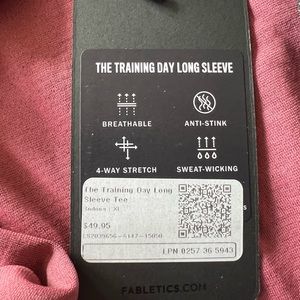 THE TRAINING DAY LONG SLEEVE
BREATHABLE
ANTI-STINK
4-WAY STRETCH
SWEAT-WICKING
The Training Day Long
Sleeve Tee
$49.95
LPN 8257 36 5943
FABLETICS.COM